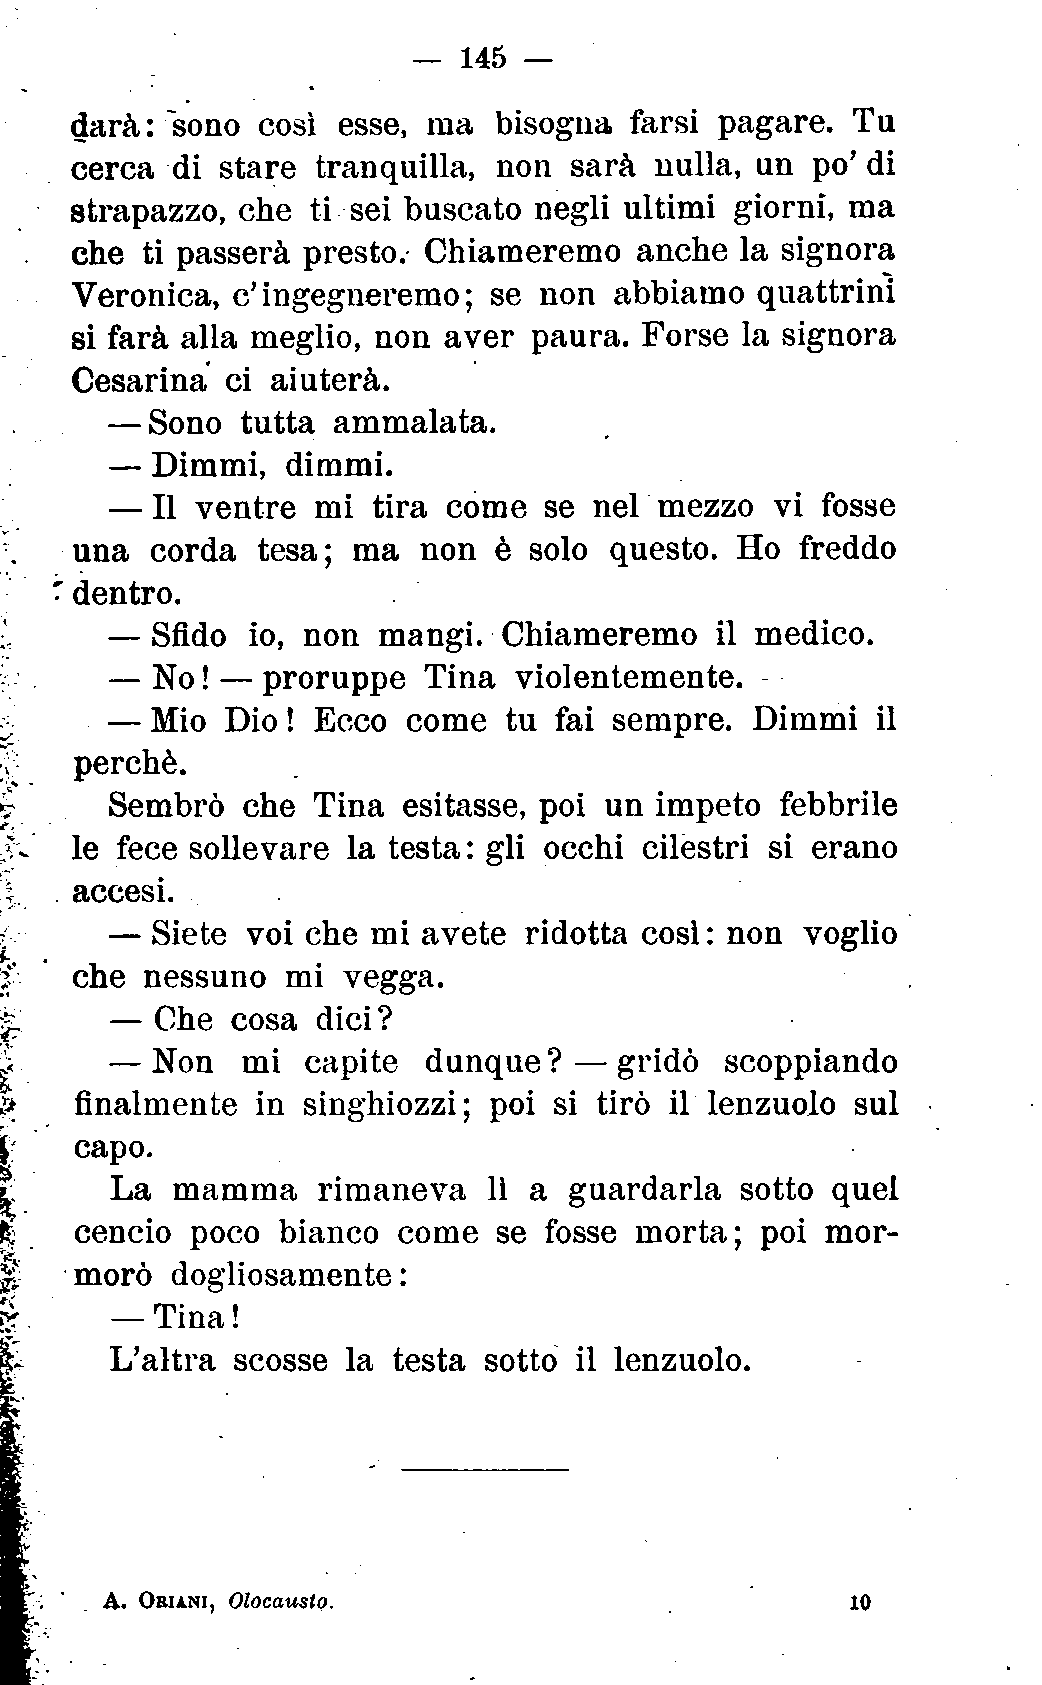 — 145 —
darà: sono così esse, ma bisogna farsi pagare. Tu
cerca di stare tranquilla, non sarà nulla, un po' di
strapazzo, che ti sei buscato negli ultimi giorni, ma
che ti passerà presto. Chiameremo anche la signora
Veronica, c'ingegneremo; se non abbiamo quattrini
si farà alla meglio, non aver paura. Forse la signora
Cesarina ci aiuterà.
— Sono tutta ammalata.
— Dimmi, dimmi.
— Il ventre mi tira come se nel mezzo vi fosse
una corda tesa; ma non è solo questo. Ho freddo
dentro.
— Sfido io, non mangi. Chiameremo il medico.
— No! — proruppe Tina violentemente.
— Mio Dio! Ecco come tu fai sempre. Dimmi il
perchè.
Sembrò che Tina esitasse, poi un impeto febbrile
le fece sollevare la testa: gli occhi cilestri si erano
accesi.
— Siete voi che mi avete ridotta così: non voglio
che nessuno mi vegga.
— Che cosa dici?
— Non mi capite dunque? — gridò scoppiando
finalmente in singhiozzi; poi si tirò il lenzuolo sul
capo.
La mamma rimaneva lì a guardarla sotto quel
cencio poco bianco come se fosse morta; poi mor-
morò dogliosamente:
— Tina!
L'altra scosse la testa sotto il lenzuolo.
A. ORIANI, Olocausto. 10